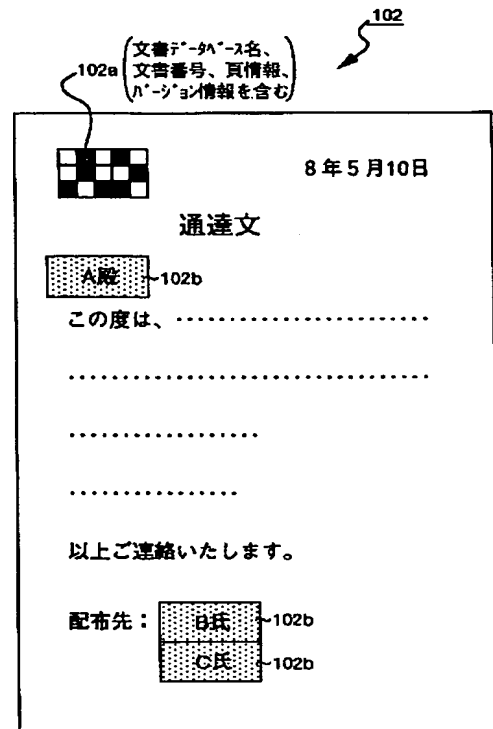 102
102a
(文書ﾃﾞｰﾀﾍﾞｰｽ名、
文書番号、頁情報、
ﾊﾞｰｼﾞｮﾝ情報を含む)
8年5月10日
通達文
A殿
102b
この度は、・・・・・・・・・・・・・・・・・・・・・・・・
・・・・・・・・・・・・・・・・・・・・・・・・・・・・・・・・・・
・・・・・・・・・・・・・・・・・・
・・・・・・・・・・・・・・・・
以上ご連絡いたします。
配布先：B氏 102b
C氏 102b